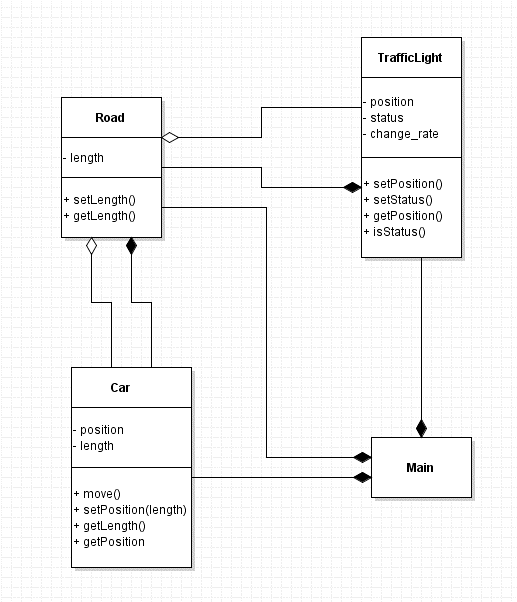 TrafficLight
- position
- status
- change_rate
+ setPosition()
+ setStatus()
+ getPosition()
+ isStatus()
Road
- length
+ setLength()
+ getLength()
Car
- position
- length
+ move()
+ setPosition(length)
+ getLength()
+ getPosition
Main